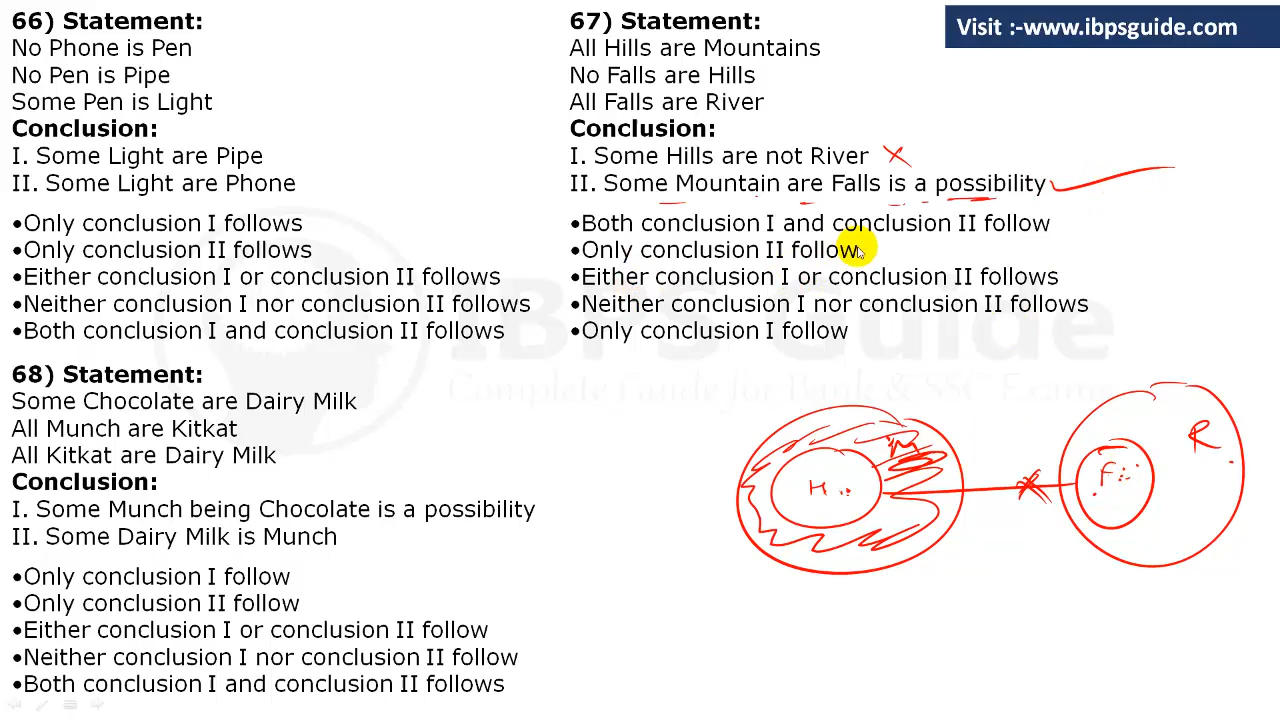 66) Statement:
No Phone is Pen
No Pen is Pipe
Some Pen is Light
Conclusion:
I. Some Light are Pipe
II. Some Light are Phone
•Only conclusion I follows
•Only conclusion II follows
•Either conclusion I or conclusion II follows
•Neither conclusion I nor conclusion II follows
•Both conclusion I and conclusion II follows
67) Statement:
All Hills are Mountains
No Falls are Hills
All Falls are River
Conclusion:
I. Some Hills are not River
II. Some Mountain are Falls is a possibility
•Both conclusion I and conclusion II follow
•Only conclusion II follow
•Either conclusion I or conclusion II follows
•Neither conclusion I nor conclusion II follows
•Only conclusion I follow
Visit :-www.ibpsguide.com
68) Statement:
Some Chocolate are Dairy Milk
All Munch are Kitkat
All Kitkat are Dairy Milk
Conclusion:
I. Some Munch being Chocolate is a possibility
II. Some Dairy Milk is Munch
•Only conclusion I follow
•Only conclusion II follow
•Either conclusion I or conclusion II follow
•Neither conclusion I nor conclusion II follow
•Both conclusion I and conclusion II follows
IBPS Guide
Complete Guide for Bank & SSC Exams
H
M
F
R